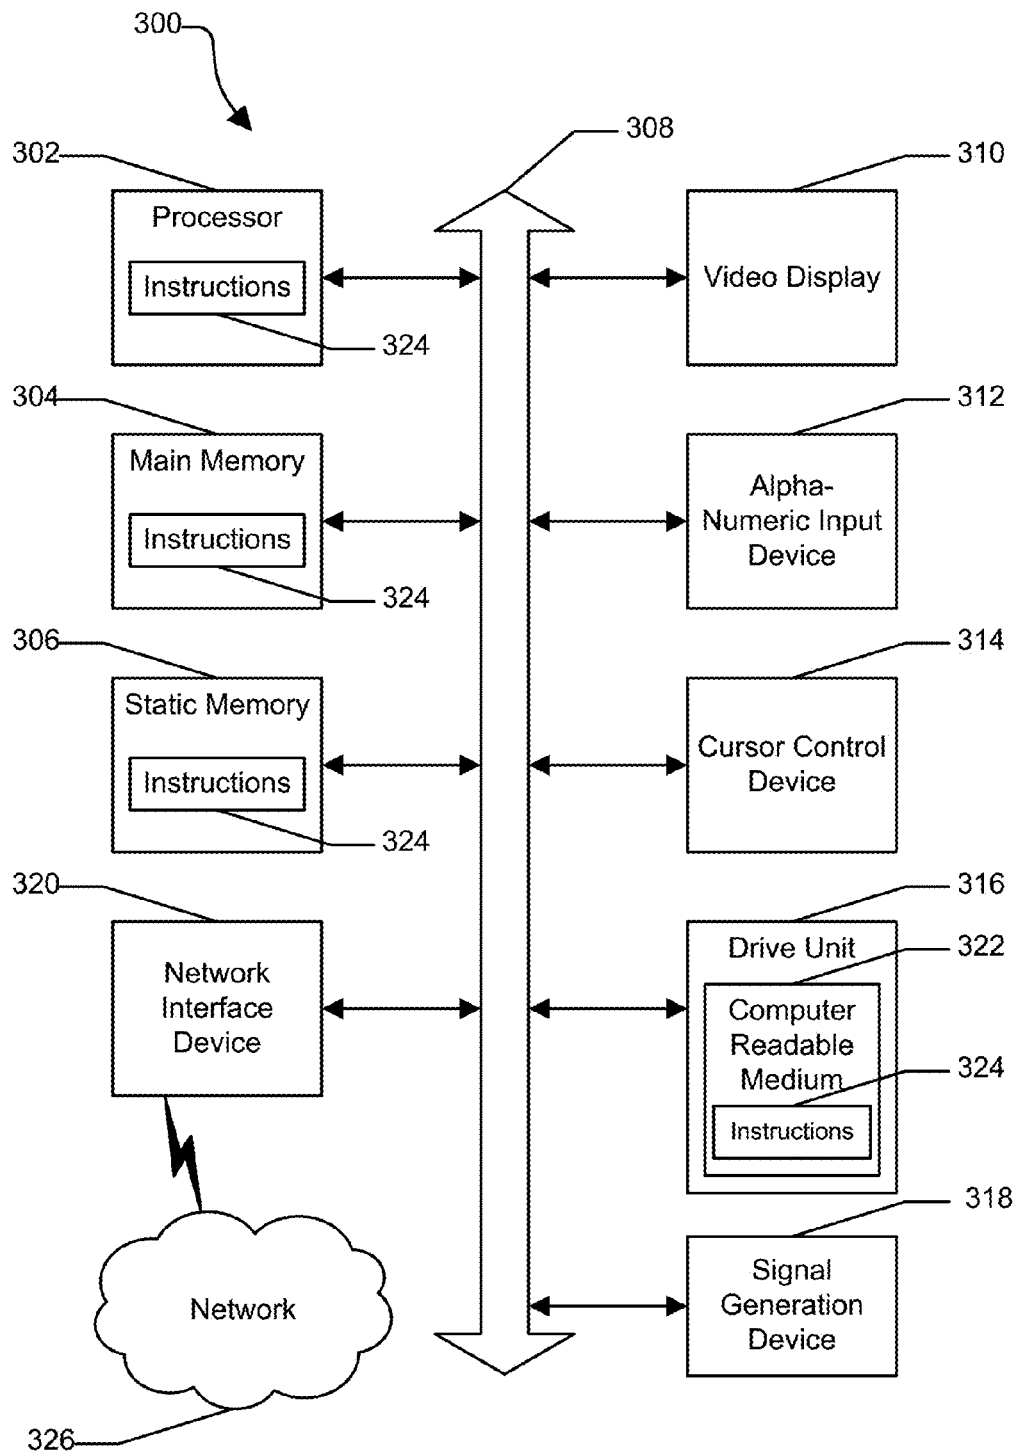 300
308
302
310
Processor
Instructions
Video Display
324
304
312
Main Memory
Instructions
Alpha-
Numeric Input
Device
324
306
314
Static Memory
Instructions
Cursor Control
Device
324
320
316
Network
Interface
Device
Drive Unit
322
Computer
Readable
Medium
324
Instructions
318
Network
Signal
Generation
Device
326